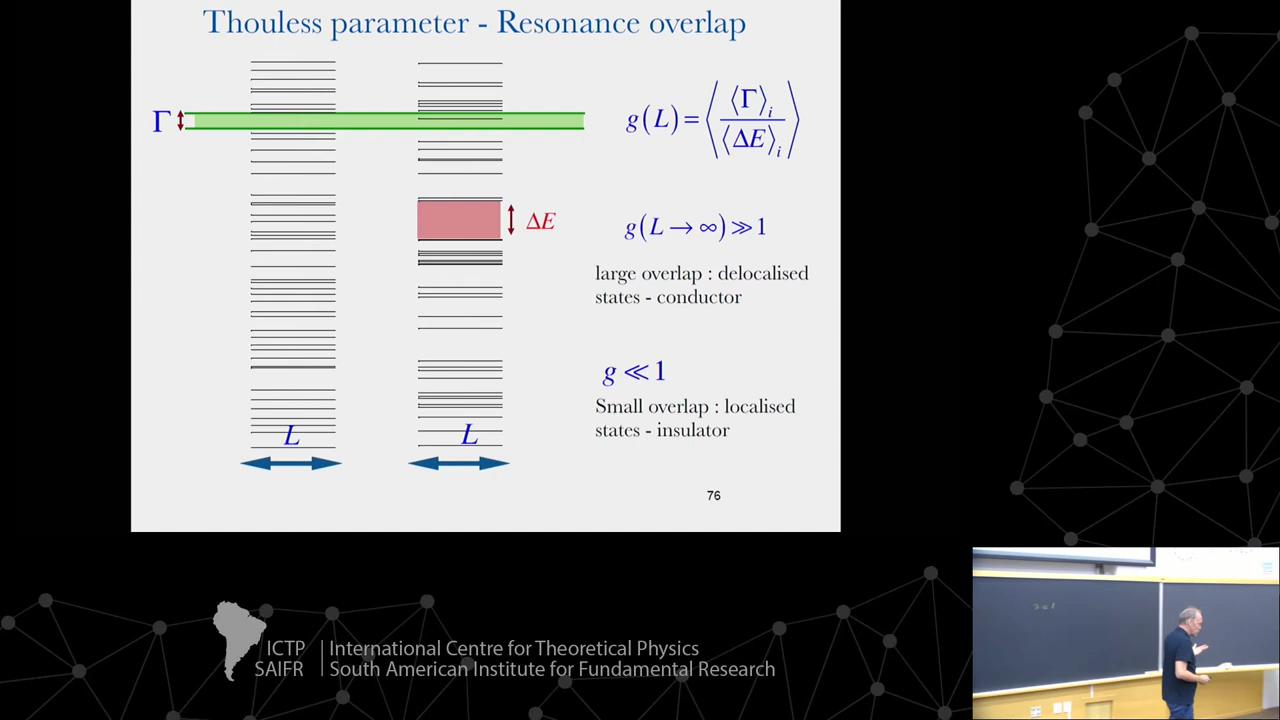 Thouless parameter - Resonance overlap
Γ
g(L) = ⟨ ⟨Γ⟩ᵢ / ⟨ΔE⟩ᵢ ⟩
ΔE
g(L → ∞) ≫ 1
large overlap : delocalised
states - conductor
g ≪ 1
Small overlap : localised
states - insulator
L
L
76
ICTP
SAIFR
International Centre for Theoretical Physics
South American Institute for Fundamental Research